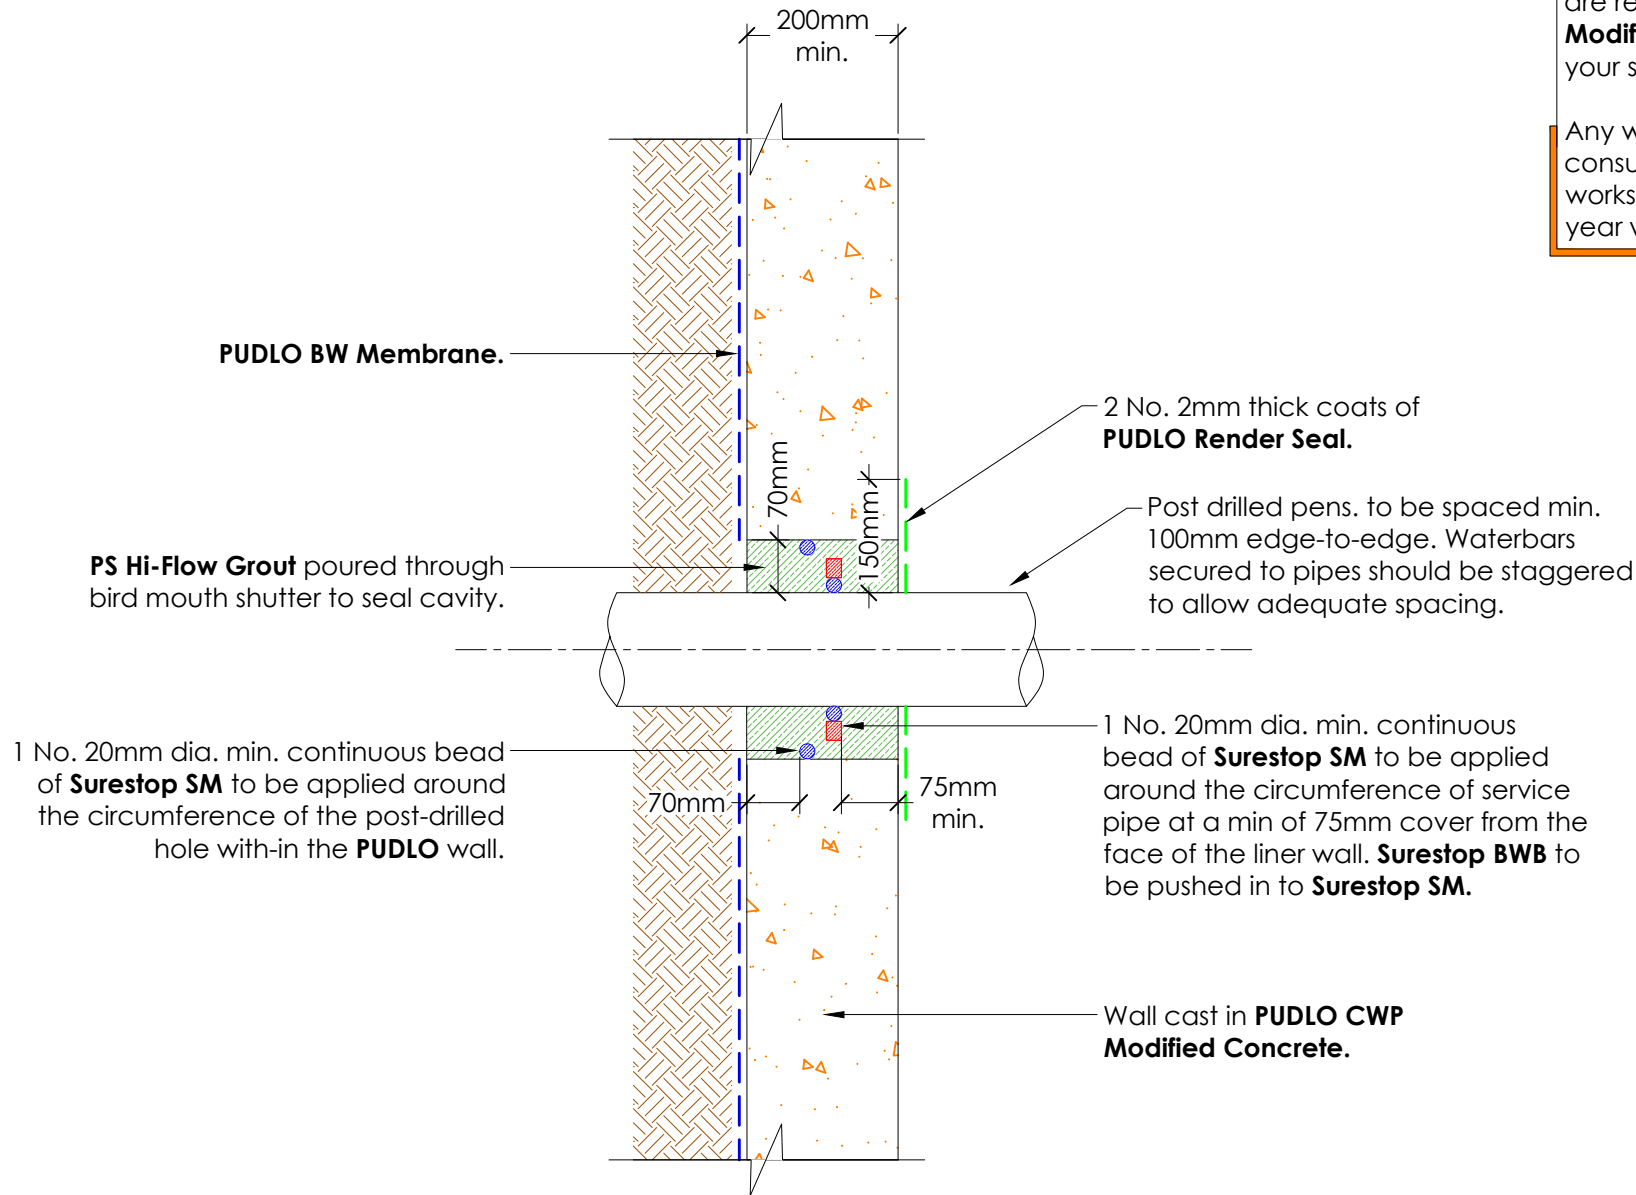 200mm
min.
are re
Modif
your s
Any w
consu
works
year
PUDLO BW Membrane.
2 No. 2mm thick coats of
PUDLO Render Seal.
70mm
150mm
Post drilled pens. to be spaced min.
100mm edge-to-edge. Waterbars
secured to pipes should be staggered
to allow adequate spacing.
PS Hi-Flow Grout poured through
bird mouth shutter to seal cavity.
1 No. 20mm dia. min. continuous bead
of Surestop SM to be applied around
the circumference of the post-drilled
hole with-in the PUDLO wall.
70mm
75mm
min.
1 No. 20mm dia. min. continuous
bead of Surestop SM to be applied
around the circumference of service
pipe at a min of 75mm cover from the
face of the liner wall. Surestop BWB to
be pushed in to Surestop SM.
Wall cast in PUDLO CWP
Modified Concrete.